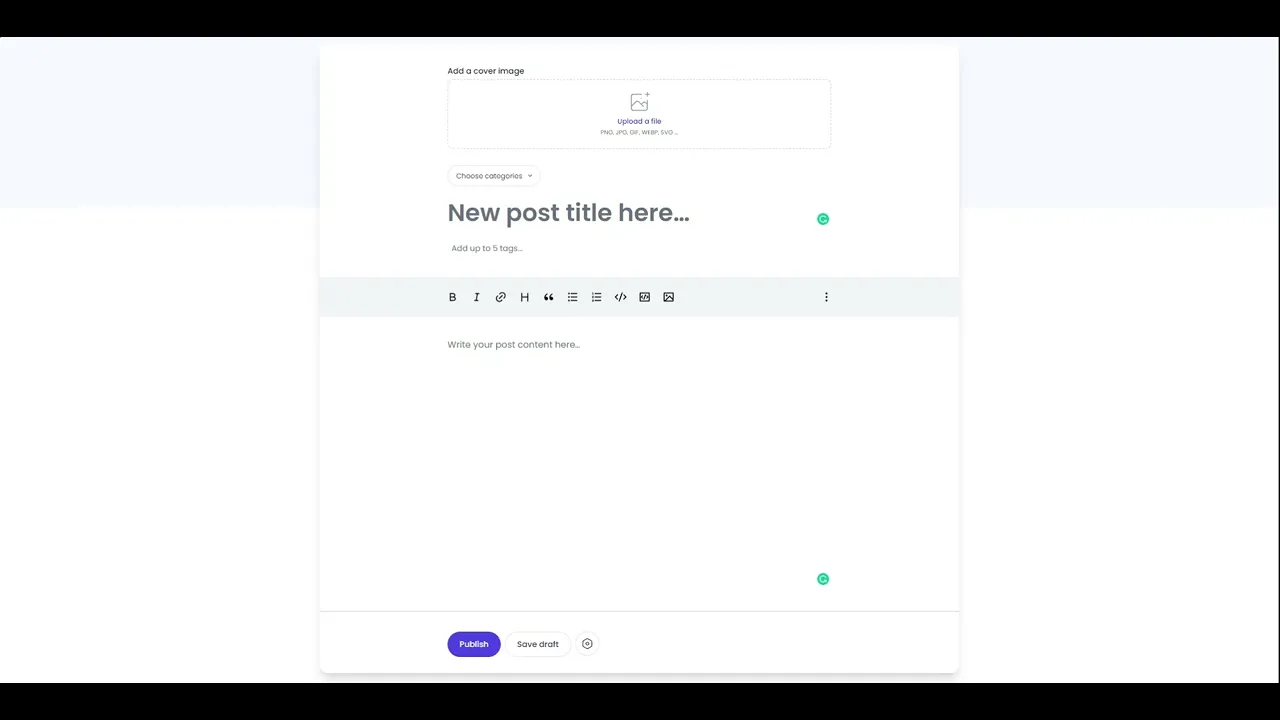 Add a cover image
Upload a file
PNG, JPG, GIF, WEBP, SVG ...
Choose categories
New post title here...
Add up to 5 tags...
B I H
Write your post content here...
Publish Save draft